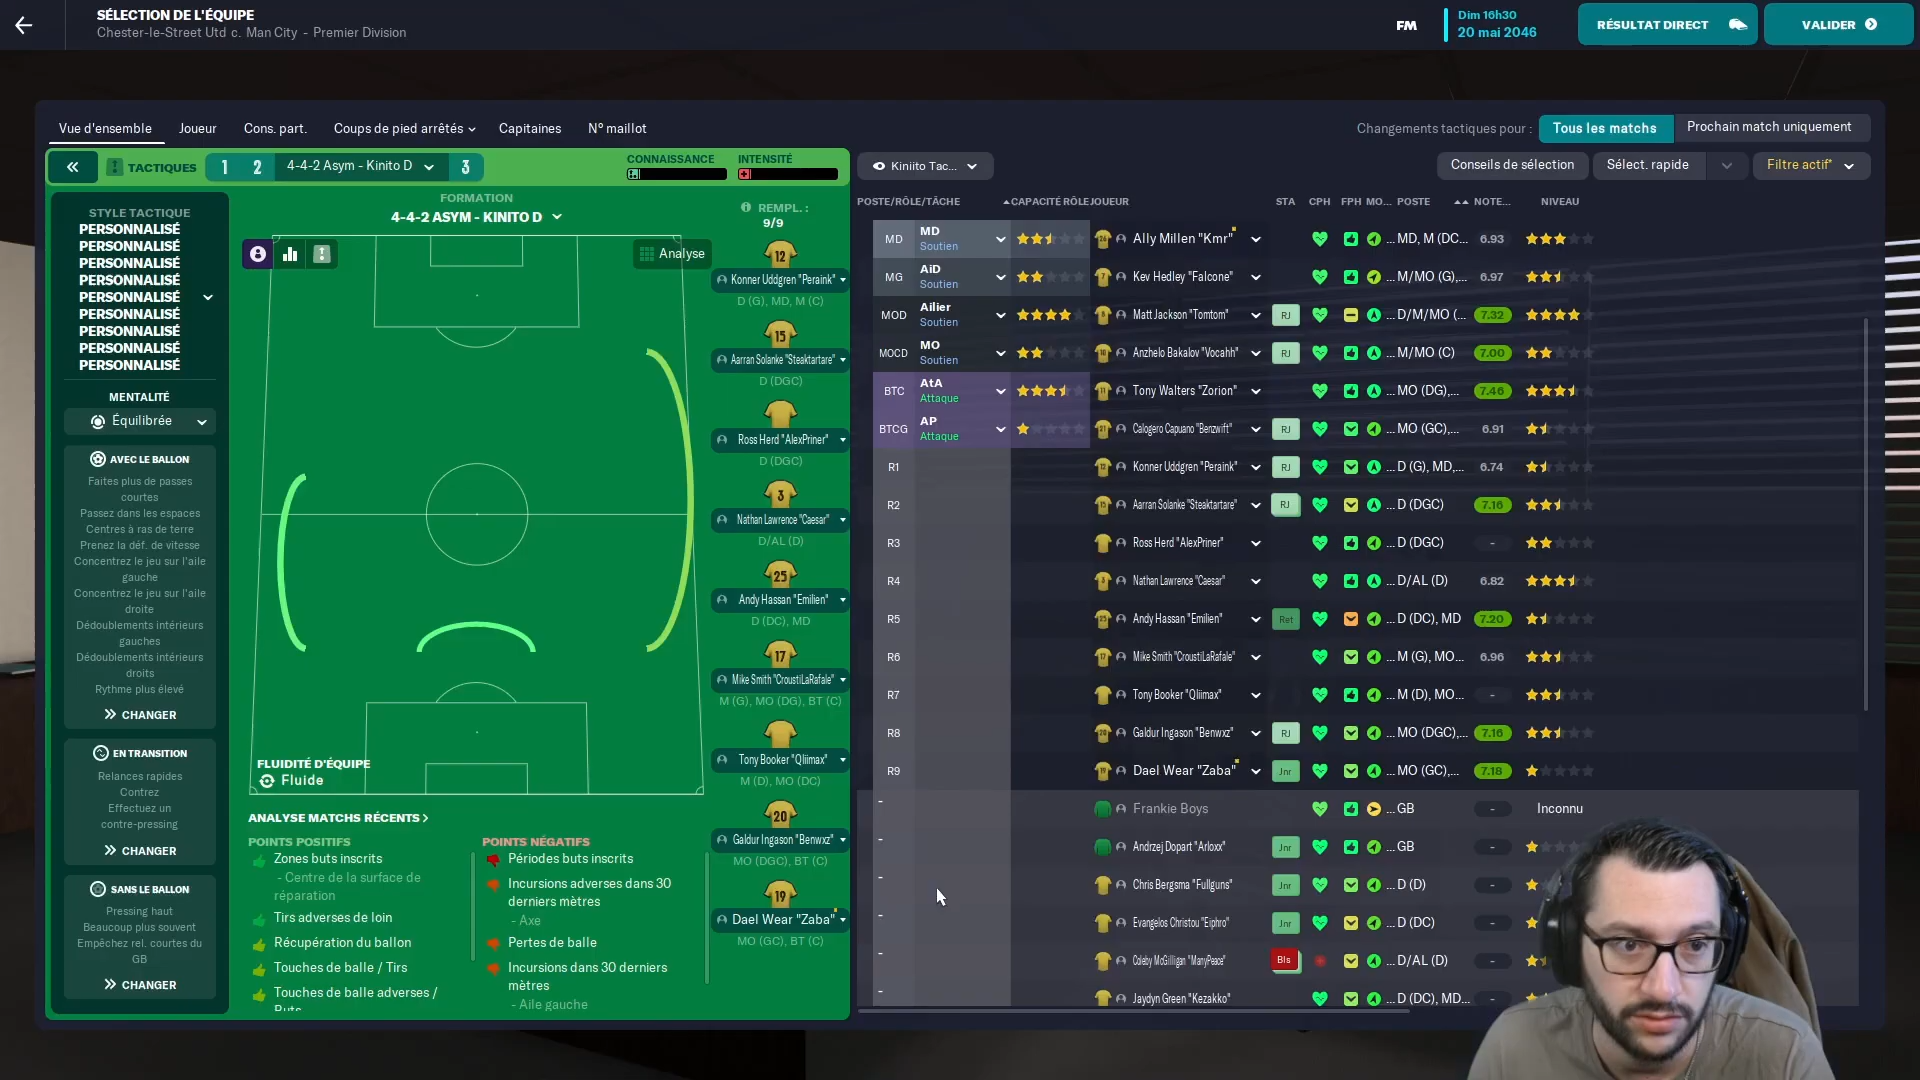 SÉLECTION DE L'ÉQUIPE
Chester-le-Street Utd c. Man City - Premier Division
FM
Dim 16h30
20 mai 2046
RÉSULTAT DIRECT
VALIDER
Vue d'ensemble
Joueur
Cons. part.
Coups de pied arrêtés
Capitaines
N° maillot
Changements tactiques pour :
Tous les matchs
Prochain match uniquement
TACTIQUES
1
2
4-4-2 Asym - Kinito D
3
CONNAISSANCE
INTENSITÉ
Kiniito Tac...
Conseils de sélection
Sélect. rapide
Filtre actif*
STYLE TACTIQUE
PERSONNALISÉ
PERSONNALISÉ
PERSONNALISÉ
PERSONNALISÉ
PERSONNALISÉ
PERSONNALISÉ
PERSONNALISÉ
PERSONNALISÉ
PERSONNALISÉ
MENTALITÉ
Équilibrée
AVEC LE BALLON
Faites plus de passes
courtes
Passez dans les espaces
Centres à ras de terre
Prenez la déf. de vitesse
Concentrez le jeu sur l'aile
gauche
Concentrez le jeu sur l'aile
droite
Dédoublements intérieurs
gauches
Dédoublements intérieurs
droits
Rythme plus élevé
CHANGER
EN TRANSITION
Relances rapides
Contrez
Effectuez un
contre-pressing
CHANGER
SANS LE BALLON
Pressing haut
Beaucoup plus souvent
Empêchez rel. courtes du
GB
CHANGER
FORMATION
4-4-2 ASYM - KINITO D
Analyse
FLUIDITÉ D'ÉQUIPE
Fluide
ANALYSE MATCHS RÉCENTS
POINTS POSITIFS
Zones buts inscrits
- Centre de la surface de
réparation
Tirs adverses de loin
Récupération du ballon
Touches de balle / Tirs
Touches de balle adverses /
Buts
POINTS NÉGATIFS
Périodes buts inscrits
Incursions adverses dans 30
derniers mètres
- Axe
Pertes de balle
Incursions dans 30 derniers
mètres
- Aile gauche
REMPL. :
9/9
12
Konner Uddgren "Peraink"
D (G), MD, M (C)
15
Aarran Solanke "Steaktartare"
D (DGC)
Ross Herd "AlexPriner"
D (DGC)
3
Nathan Lawrence "Caesar"
D/AL (D)
25
Andy Hassan "Emilien"
D (DC), MD
17
Mike Smith "CroustiLaRafale"
M (G), MO (DG), BT (C)
Tony Booker "Qliimax"
M (D), MO (DC)
20
Galdur Ingason "Benwxz"
MO (DGC), BT (C)
19
Dael Wear "Zaba"
MO (GC), BT (C)
POSTE/RÔLE/TÂCHE CAPACITÉ RÔLE JOUEUR STA CPH FPH MO... POSTE NOTE... NIVEAU
MD MD Soutien Ally Millen "Kmr" MD, M (DC... 6.93
MG AiD Soutien Kev Hedley "Falcone" M/MO (G),... 6.97
MOD Ailier Soutien Matt Jackson "Tomtom" RJ D/M/MO (... 7.32
MOCD MO Soutien Anzhelo Bakalov "Vocahh" RJ M/MO (C) 7.00
BTC AtA Attaque Tony Walters "Zorion" MO (DG),... 7.46
BTCG AP Attaque Calogero Capuano "Benzwift" RJ MO (GC),... 6.91
R1 Konner Uddgren "Peraink" RJ D (G), MD,... 6.74
R2 Aarran Solanke "Steaktartare" RJ D (DGC) 7.16
R3 Ross Herd "AlexPriner" D (DGC) -
R4 Nathan Lawrence "Caesar" D/AL (D) 6.82
R5 Andy Hassan "Emilien" Ret D (DC), MD 7.20
R6 Mike Smith "CroustiLaRafale" M (G), MO... 6.96
R7 Tony Booker "Qliimax" M (D), MO... -
R8 Galdur Ingason "Benwxz" RJ MO (DGC),... 7.16
R9 Dael Wear "Zaba" Jnr MO (GC),... 7.18
- Frankie Boys ...GB - Inconnu
- Andrzej Dopart "Arloxx" Jnr ...GB -
- Chris Bergsma "Fullguns" Jnr ...D (D) -
- Evangelos Christou "Eiphro" Jnr ...D (DC) -
- Coleby McGilligan "ManyPeace" Bls ...D/AL (D) -
- Jaydyn Green "Kezakko" ...D (DC), MD... -